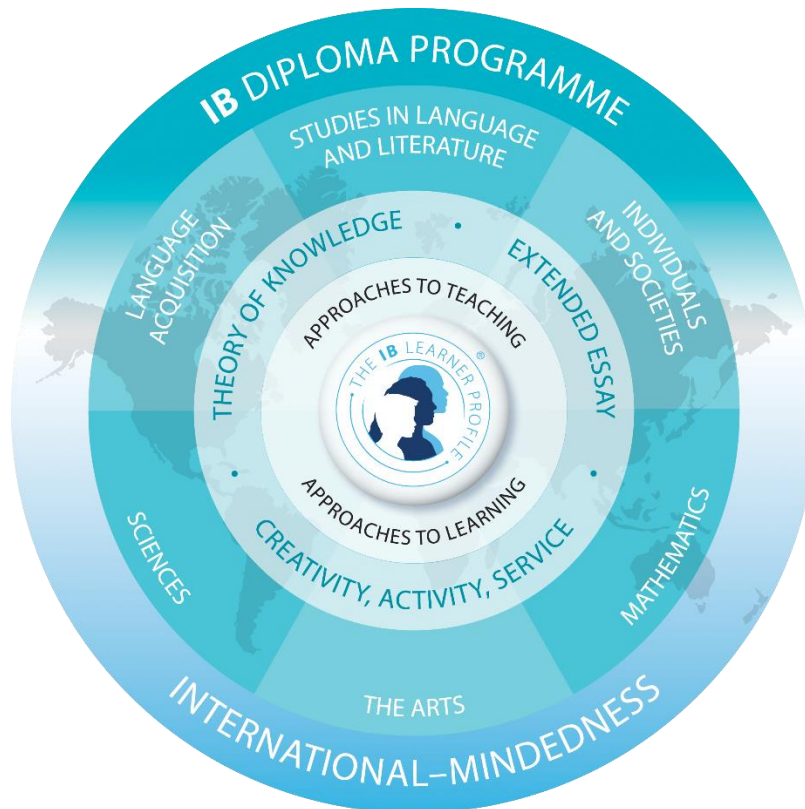 IB DIPLOMA PROGRAMME
STUDIES IN LANGUAGE
AND LITERATURE
LANGUAGE
ACQUISITION
INDIVIDUALS
AND SOCIETIES
THEORY OF KNOWLEDGE
•
EXTENDED ESSAY
APPROACHES TO TEACHING
• THE IB LEARNER PROFILE •
®
APPROACHES TO LEARNING
•
CREATIVITY, ACTIVITY, SERVICE
•
SCIENCES
MATHEMATICS
THE ARTS
INTERNATIONAL–MINDEDNESS